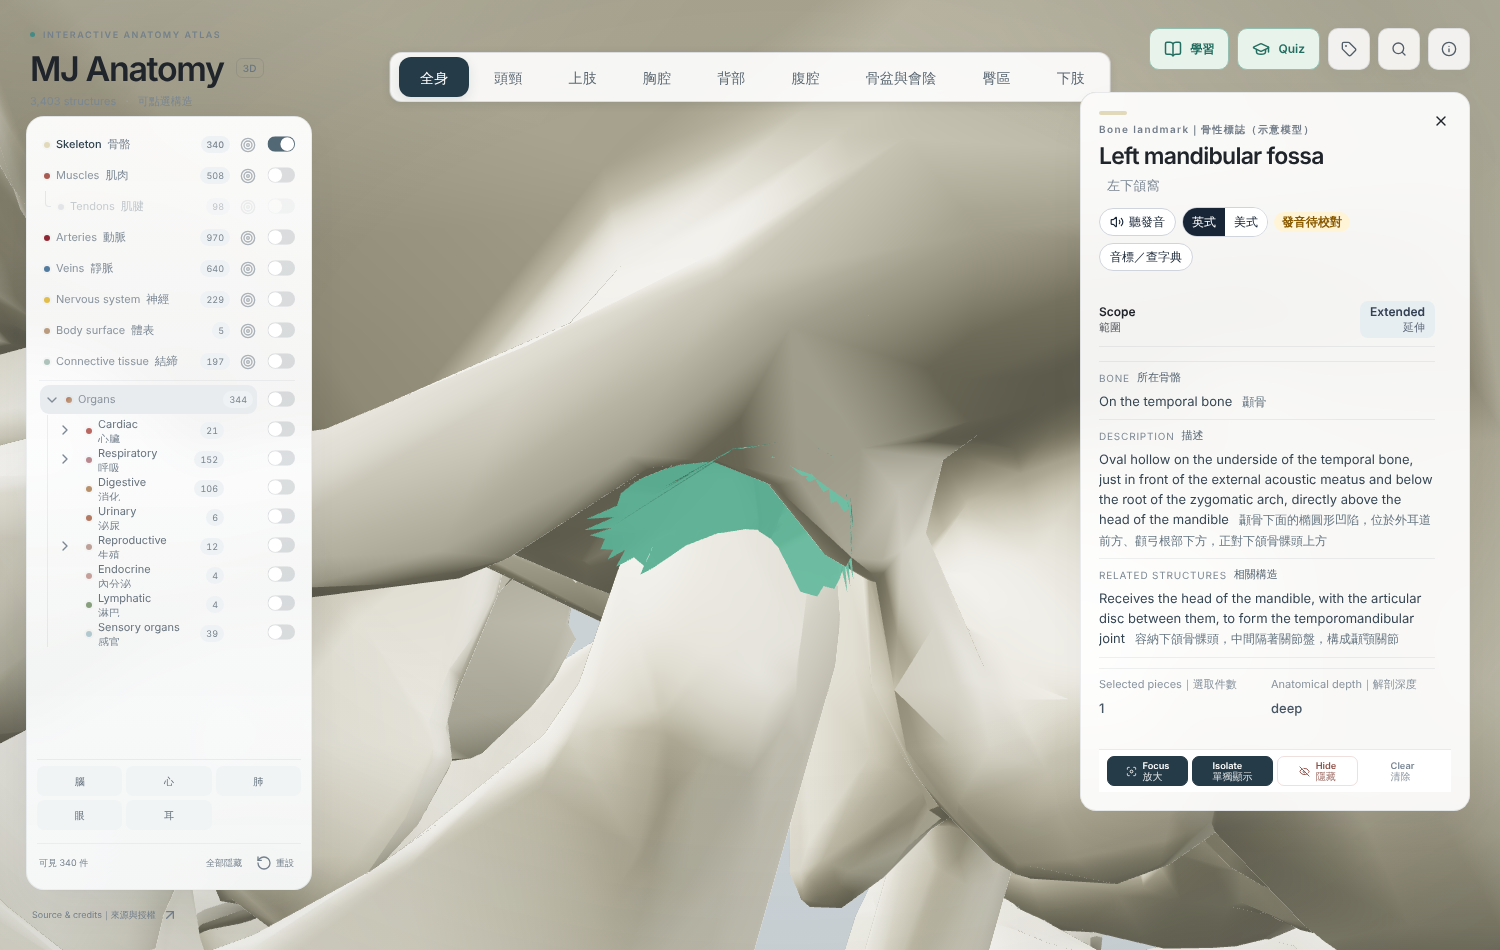 INTERACTIVE ANATOMY ATLAS
MJ Anatomy 3D
3,403 structures 可點選構造
全身 頭頸 上肢 胸腔 背部 腹腔 骨盆與會陰 臀區 下肢
學習 Quiz
Skeleton 骨骼 340
Muscles 肌肉 508
Tendons 肌腱 98
Arteries 動脈 970
Veins 靜脈 640
Nervous system 神經 229
Body surface 體表 5
Connective tissue 結締 197
Organs 344
Cardiac 21
心臟
Respiratory 152
呼吸
Digestive 106
消化
Urinary 6
泌尿
Reproductive 12
生殖
Endocrine 4
內分泌
Lymphatic 4
淋巴
Sensory organs 39
感官
腦 心 肺
眼 耳
可見 340 件 全部隱藏 重設
Source & credits｜來源與授權
Bone landmark｜骨性標誌（示意模型）
Left mandibular fossa
左下頜窩
聽發音 英式 美式 發音待校對
音標／查字典
Scope Extended
範圍 延伸
BONE 所在骨骼
On the temporal bone 顳骨
DESCRIPTION 描述
Oval hollow on the underside of the temporal bone,
just in front of the external acoustic meatus and below
the root of the zygomatic arch, directly above the
head of the mandible 顳骨下面的橢圓形凹陷，位於外耳道
前方、顴弓根部下方，正對下頜骨髁頭上方
RELATED STRUCTURES 相關構造
Receives the head of the mandible, with the articular
disc between them, to form the temporomandibular
joint 容納下頜骨髁頭，中間隔著關節盤，構成顳顎關節
Selected pieces｜選取件數 Anatomical depth｜解剖深度
1 deep
Focus Isolate Hide Clear
放大 單獨顯示 隱藏 清除